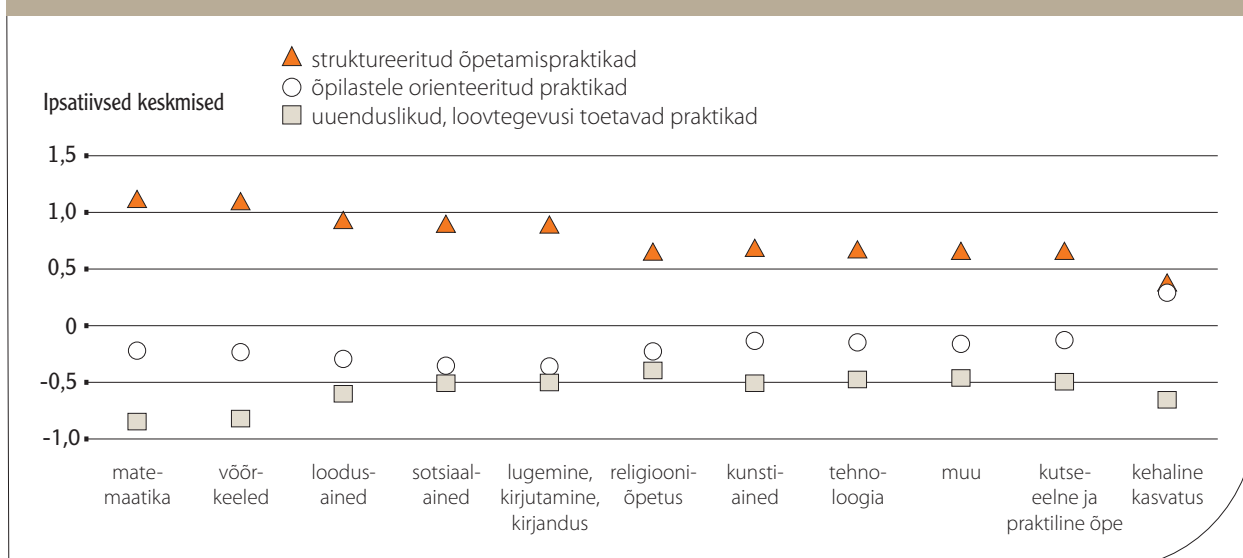 struktureeritud õpetamispraktikad
õpilastele orienteeritud praktikad
Ipsatiivsed keskmised
uuenduslikud, loovtegevusi toetavad praktikad
1,5
1,0
0,5
0
-0,5
-1,0
mate-
maatika
võõr-
keeled
loodus-
ained
sotsiaal-
ained
lugemine,
kirjutamine,
kirjandus
religiooni-
õpetus
kunsti-
ained
tehno-
loogia
muu
kutse-
eelne ja
praktiline õpe
kehaline
kasvatus